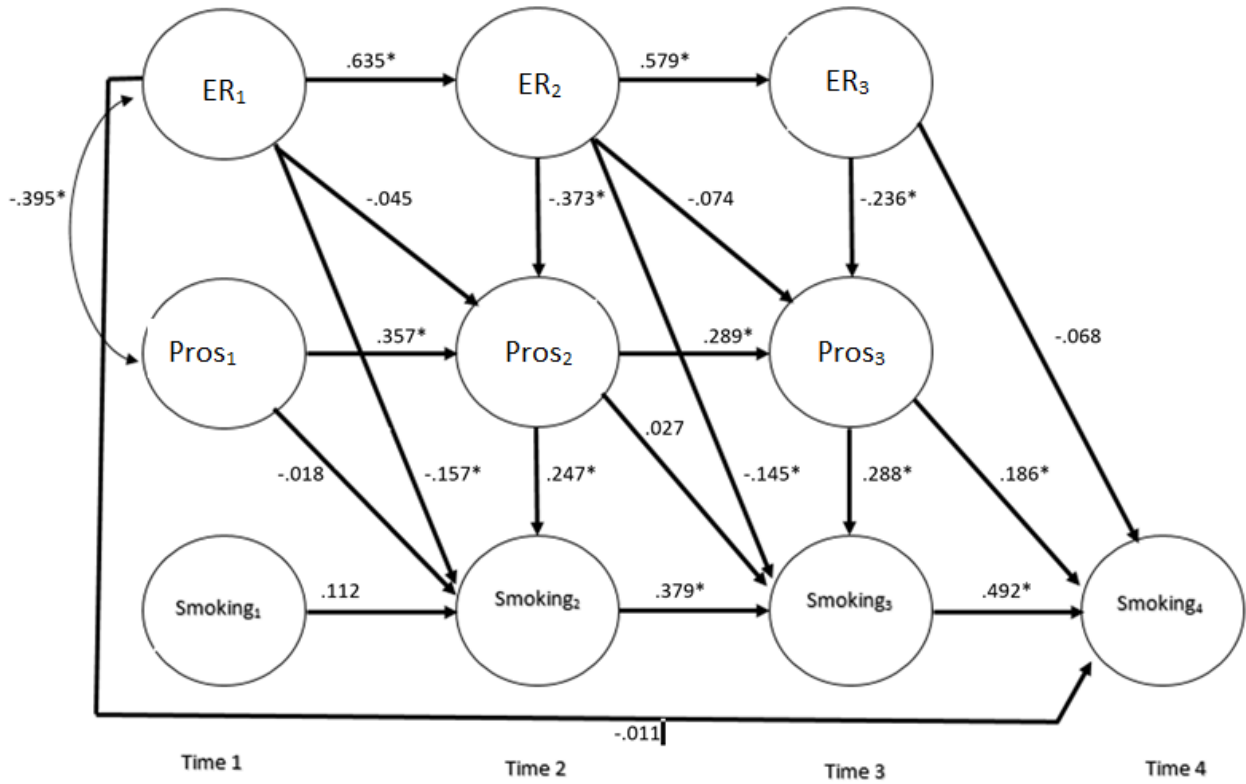 ER₁
.635*
ER₂
.579*
ER₃
-.395*
-.045
-.373*
-.074
-.236*
Pros₁
.357*
Pros₂
.289*
Pros₃
-.068
-.018
-.157*
.247*
.027
-.145*
.288*
.186*
Smoking₁
.112
Smoking₂
.379*
Smoking₃
.492*
Smoking₄
-.011
Time 1
Time 2
Time 3
Time 4